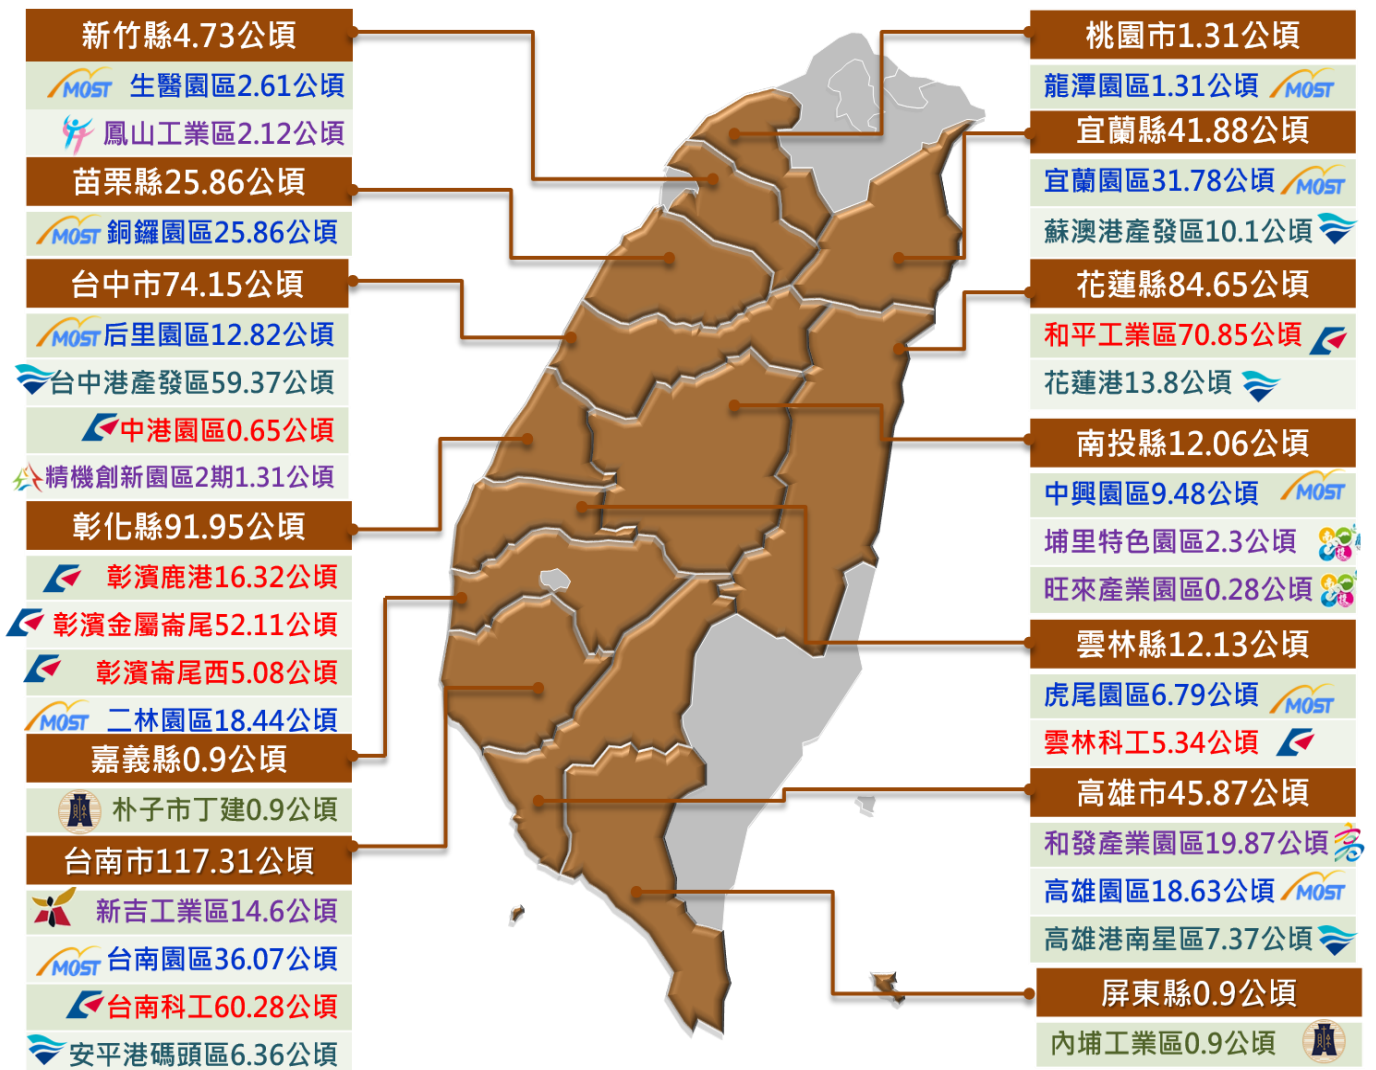 新竹縣4.73公頃
MOST 生醫園區2.61公頃
鳳山工業區2.12公頃
苗栗縣25.86公頃
MOST 銅鑼園區25.86公頃
台中市74.15公頃
MOST 后里園區12.82公頃
台中港產發區59.37公頃
中港園區0.65公頃
精機創新園區2期1.31公頃
彰化縣91.95公頃
彰濱鹿港16.32公頃
彰濱金屬崙尾52.11公頃
彰濱崙尾西5.08公頃
MOST 二林園區18.44公頃
嘉義縣0.9公頃
朴子市丁建0.9公頃
台南市117.31公頃
新吉工業區14.6公頃
MOST 台南園區36.07公頃
台南科工60.28公頃
安平港碼頭區6.36公頃
桃園市1.31公頃
龍潭園區1.31公頃 MOST
宜蘭縣41.88公頃
宜蘭園區31.78公頃 MOST
蘇澳港產發區10.1公頃
花蓮縣84.65公頃
和平工業區70.85公頃
花蓮港13.8公頃
南投縣12.06公頃
中興園區9.48公頃 MOST
埔里特色園區2.3公頃
旺來產業園區0.28公頃
雲林縣12.13公頃
虎尾園區6.79公頃 MOST
雲林科工5.34公頃
高雄市45.87公頃
和發產業園區19.87公頃
高雄園區18.63公頃 MOST
高雄港南星區7.37公頃
屏東縣0.9公頃
內埔工業區0.9公頃